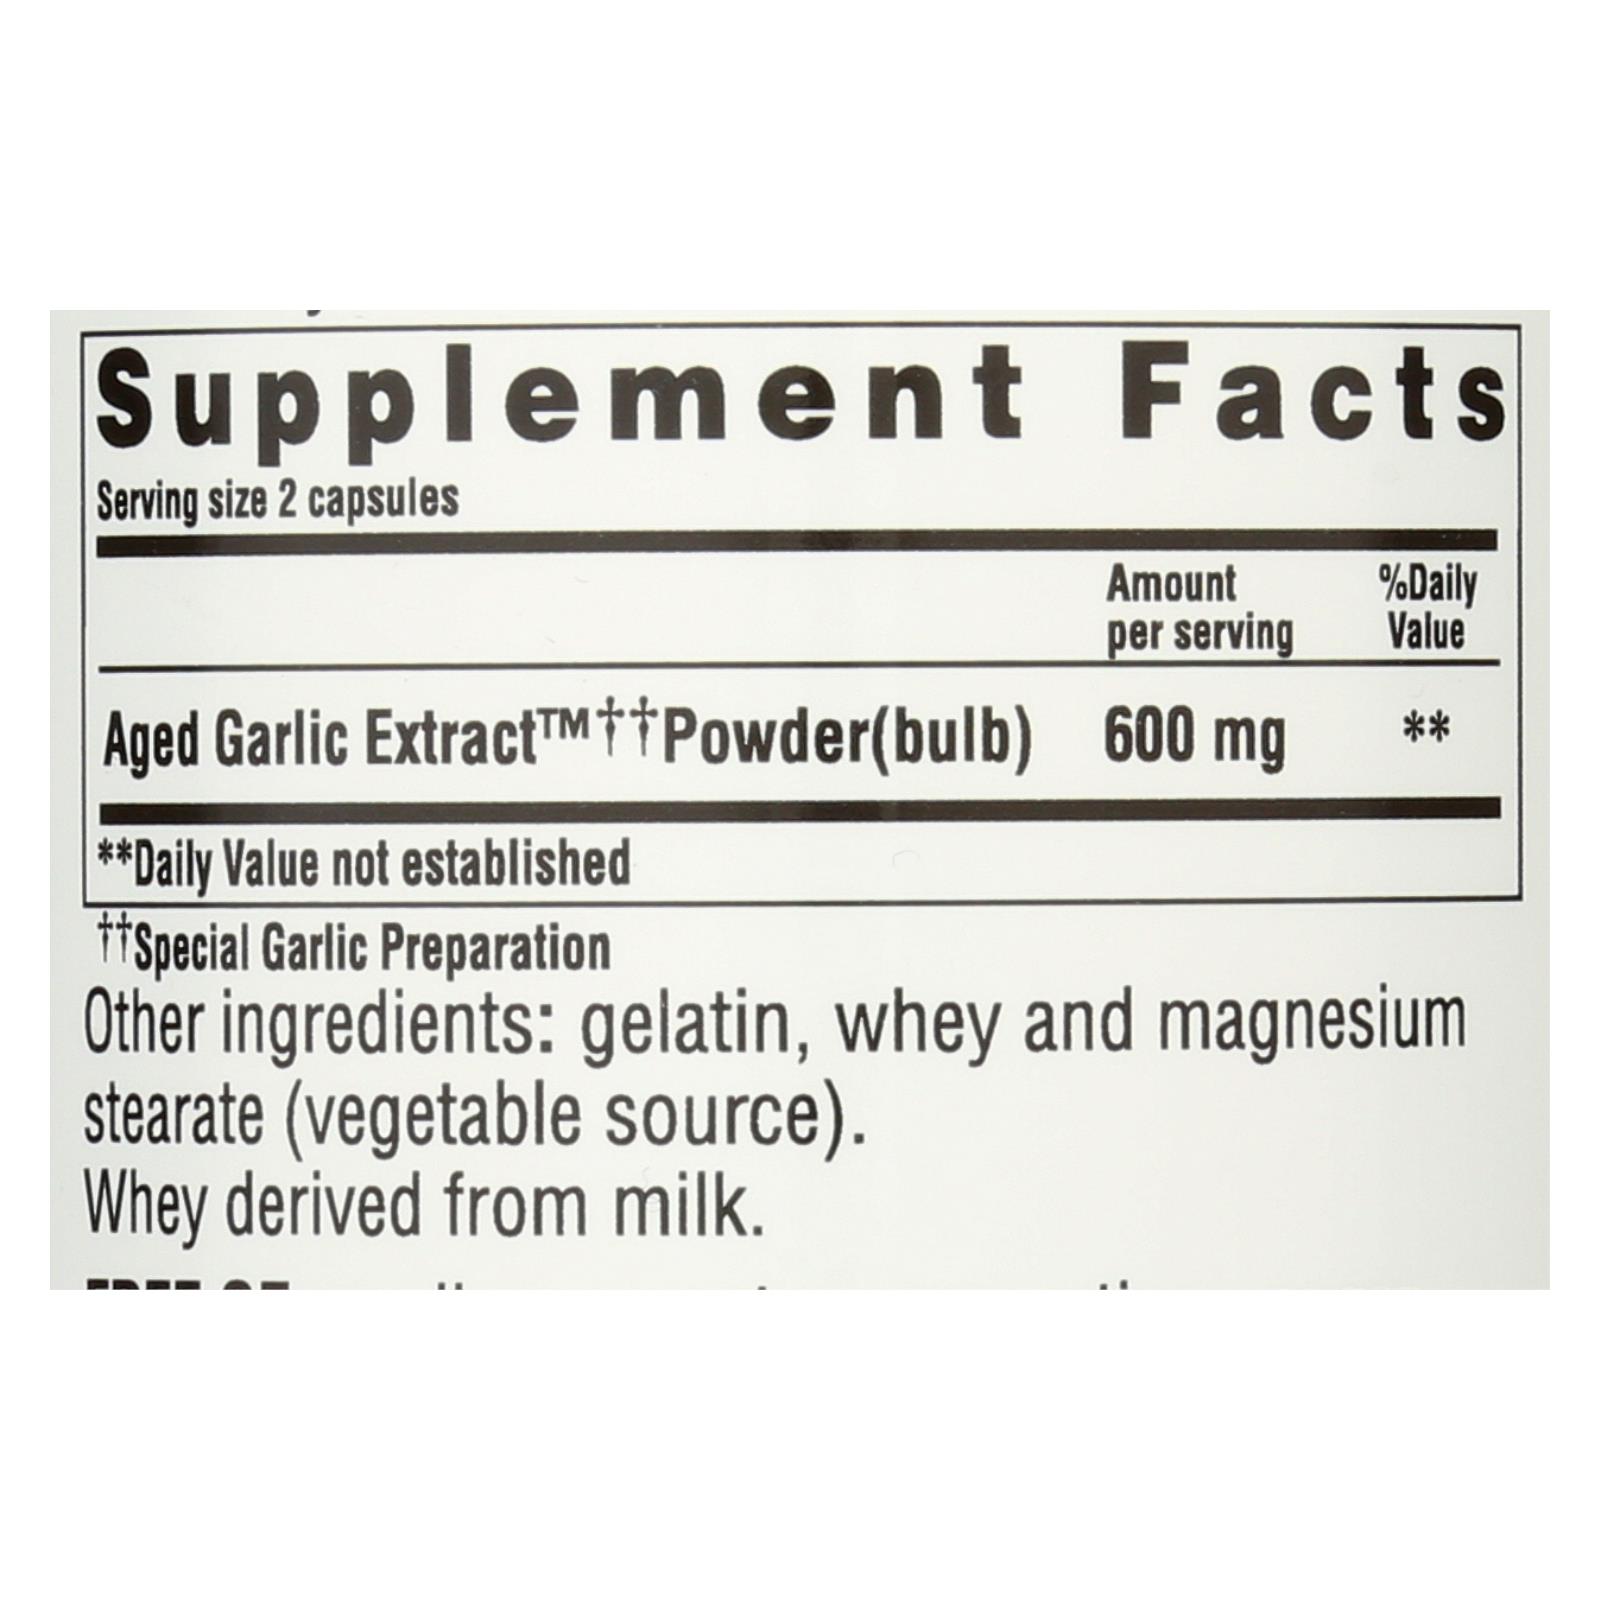 Supplement Facts
Serving size 2 capsules
Amount per serving
%Daily Value
Aged Garlic Extract™††Powder(bulb) 600 mg **
**Daily Value not established
††Special Garlic Preparation
Other ingredients: gelatin, whey and magnesium
stearate (vegetable source).
Whey derived from milk.